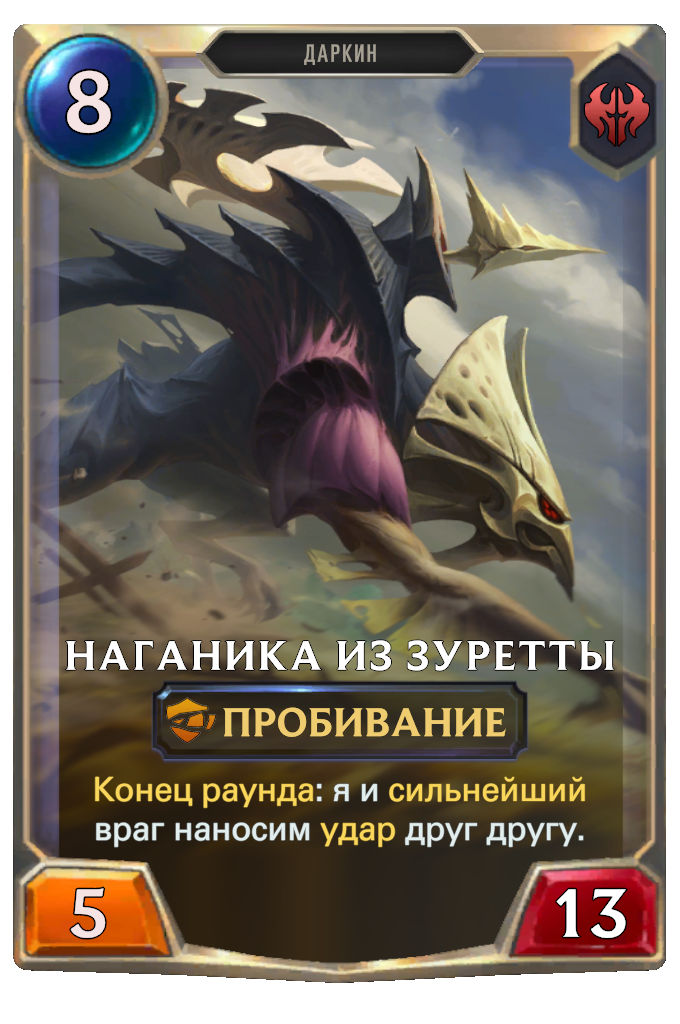 ДАРКИН
8
НАГАНИКА ИЗ ЗУРЕТТЫ
ПРОБИВАНИЕ
Конец раунда: я и сильнейший
враг наносим удар друг другу.
5
13